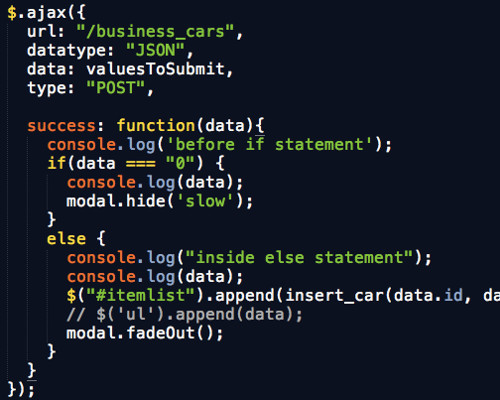 $.ajax({
url: "/business_cars",
datatype: "JSON",
data: valuesToSubmit,
type: "POST",
success: function(data){
console.log('before if statement');
if(data === "0") {
console.log(data);
modal.hide('slow');
}
else {
console.log("inside else statement");
console.log(data);
$("#itemlist").append(insert_car(data.id, da
// $('ul').append(data);
modal.fadeOut();
}
}
});